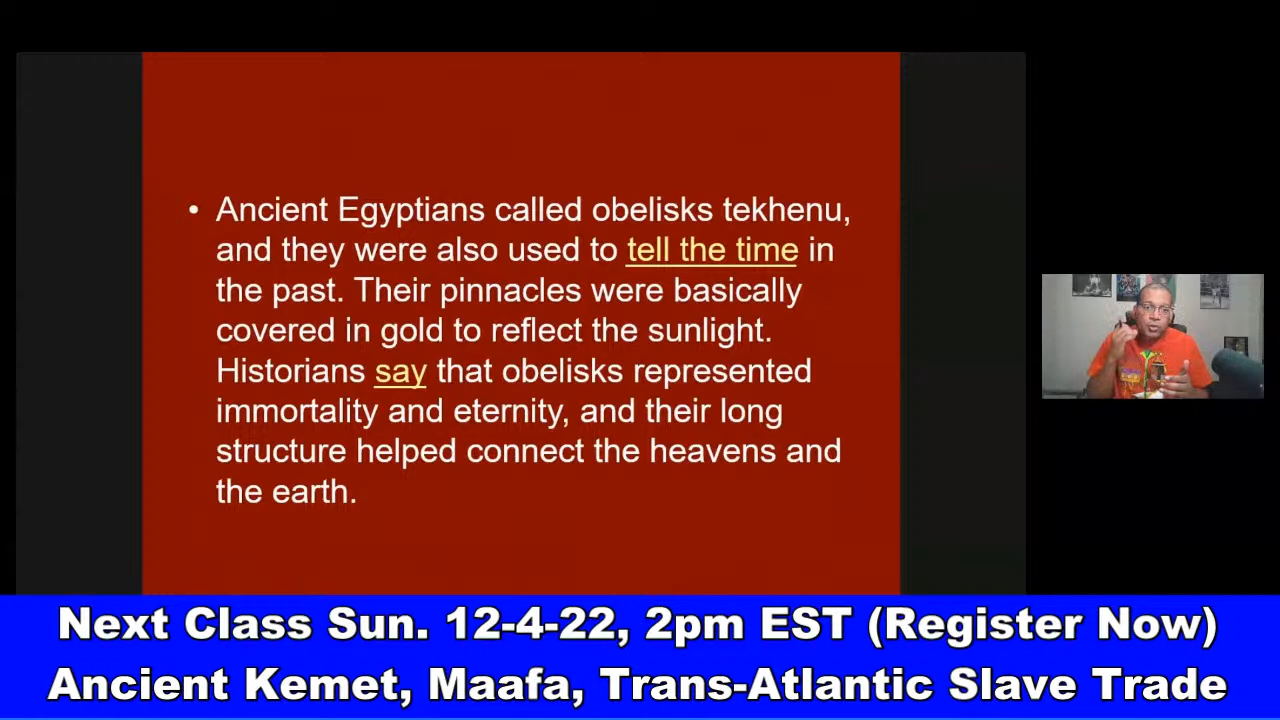 • Ancient Egyptians called obelisks tekhenu,
and they were also used to tell the time in
the past. Their pinnacles were basically
covered in gold to reflect the sunlight.
Historians say that obelisks represented
immortality and eternity, and their long
structure helped connect the heavens and
the earth.
Next Class Sun. 12-4-22, 2pm EST (Register Now)
Ancient Kemet, Maafa, Trans-Atlantic Slave Trade